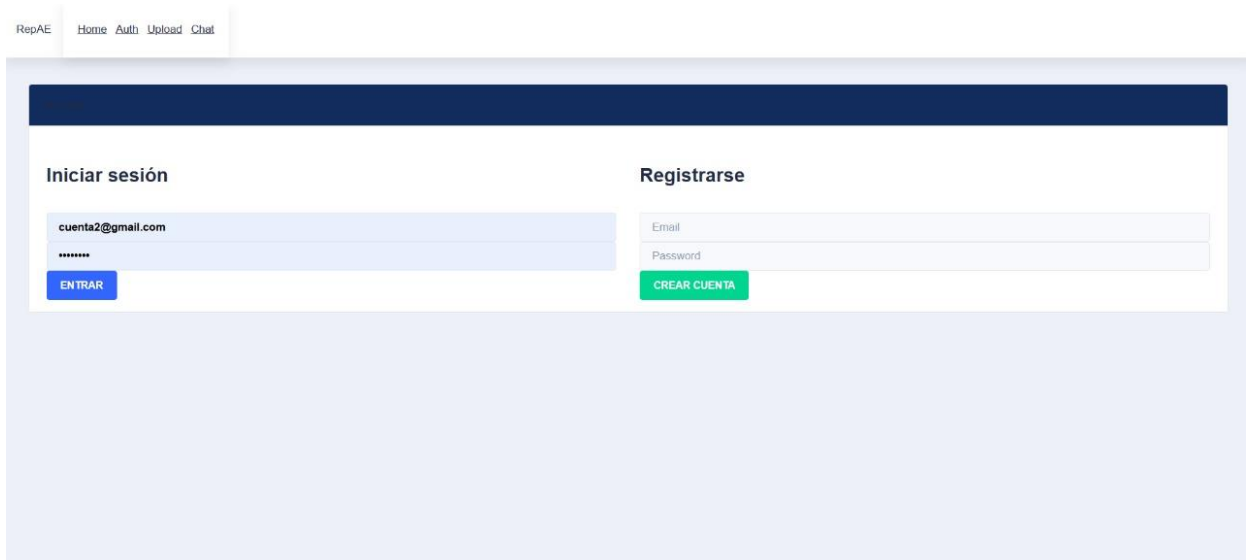 RepAE Home Auth Upload Chat
Iniciar sesión
cuenta2@gmail.com
••••••••
ENTRAR
Registrarse
Email
Password
CREAR CUENTA